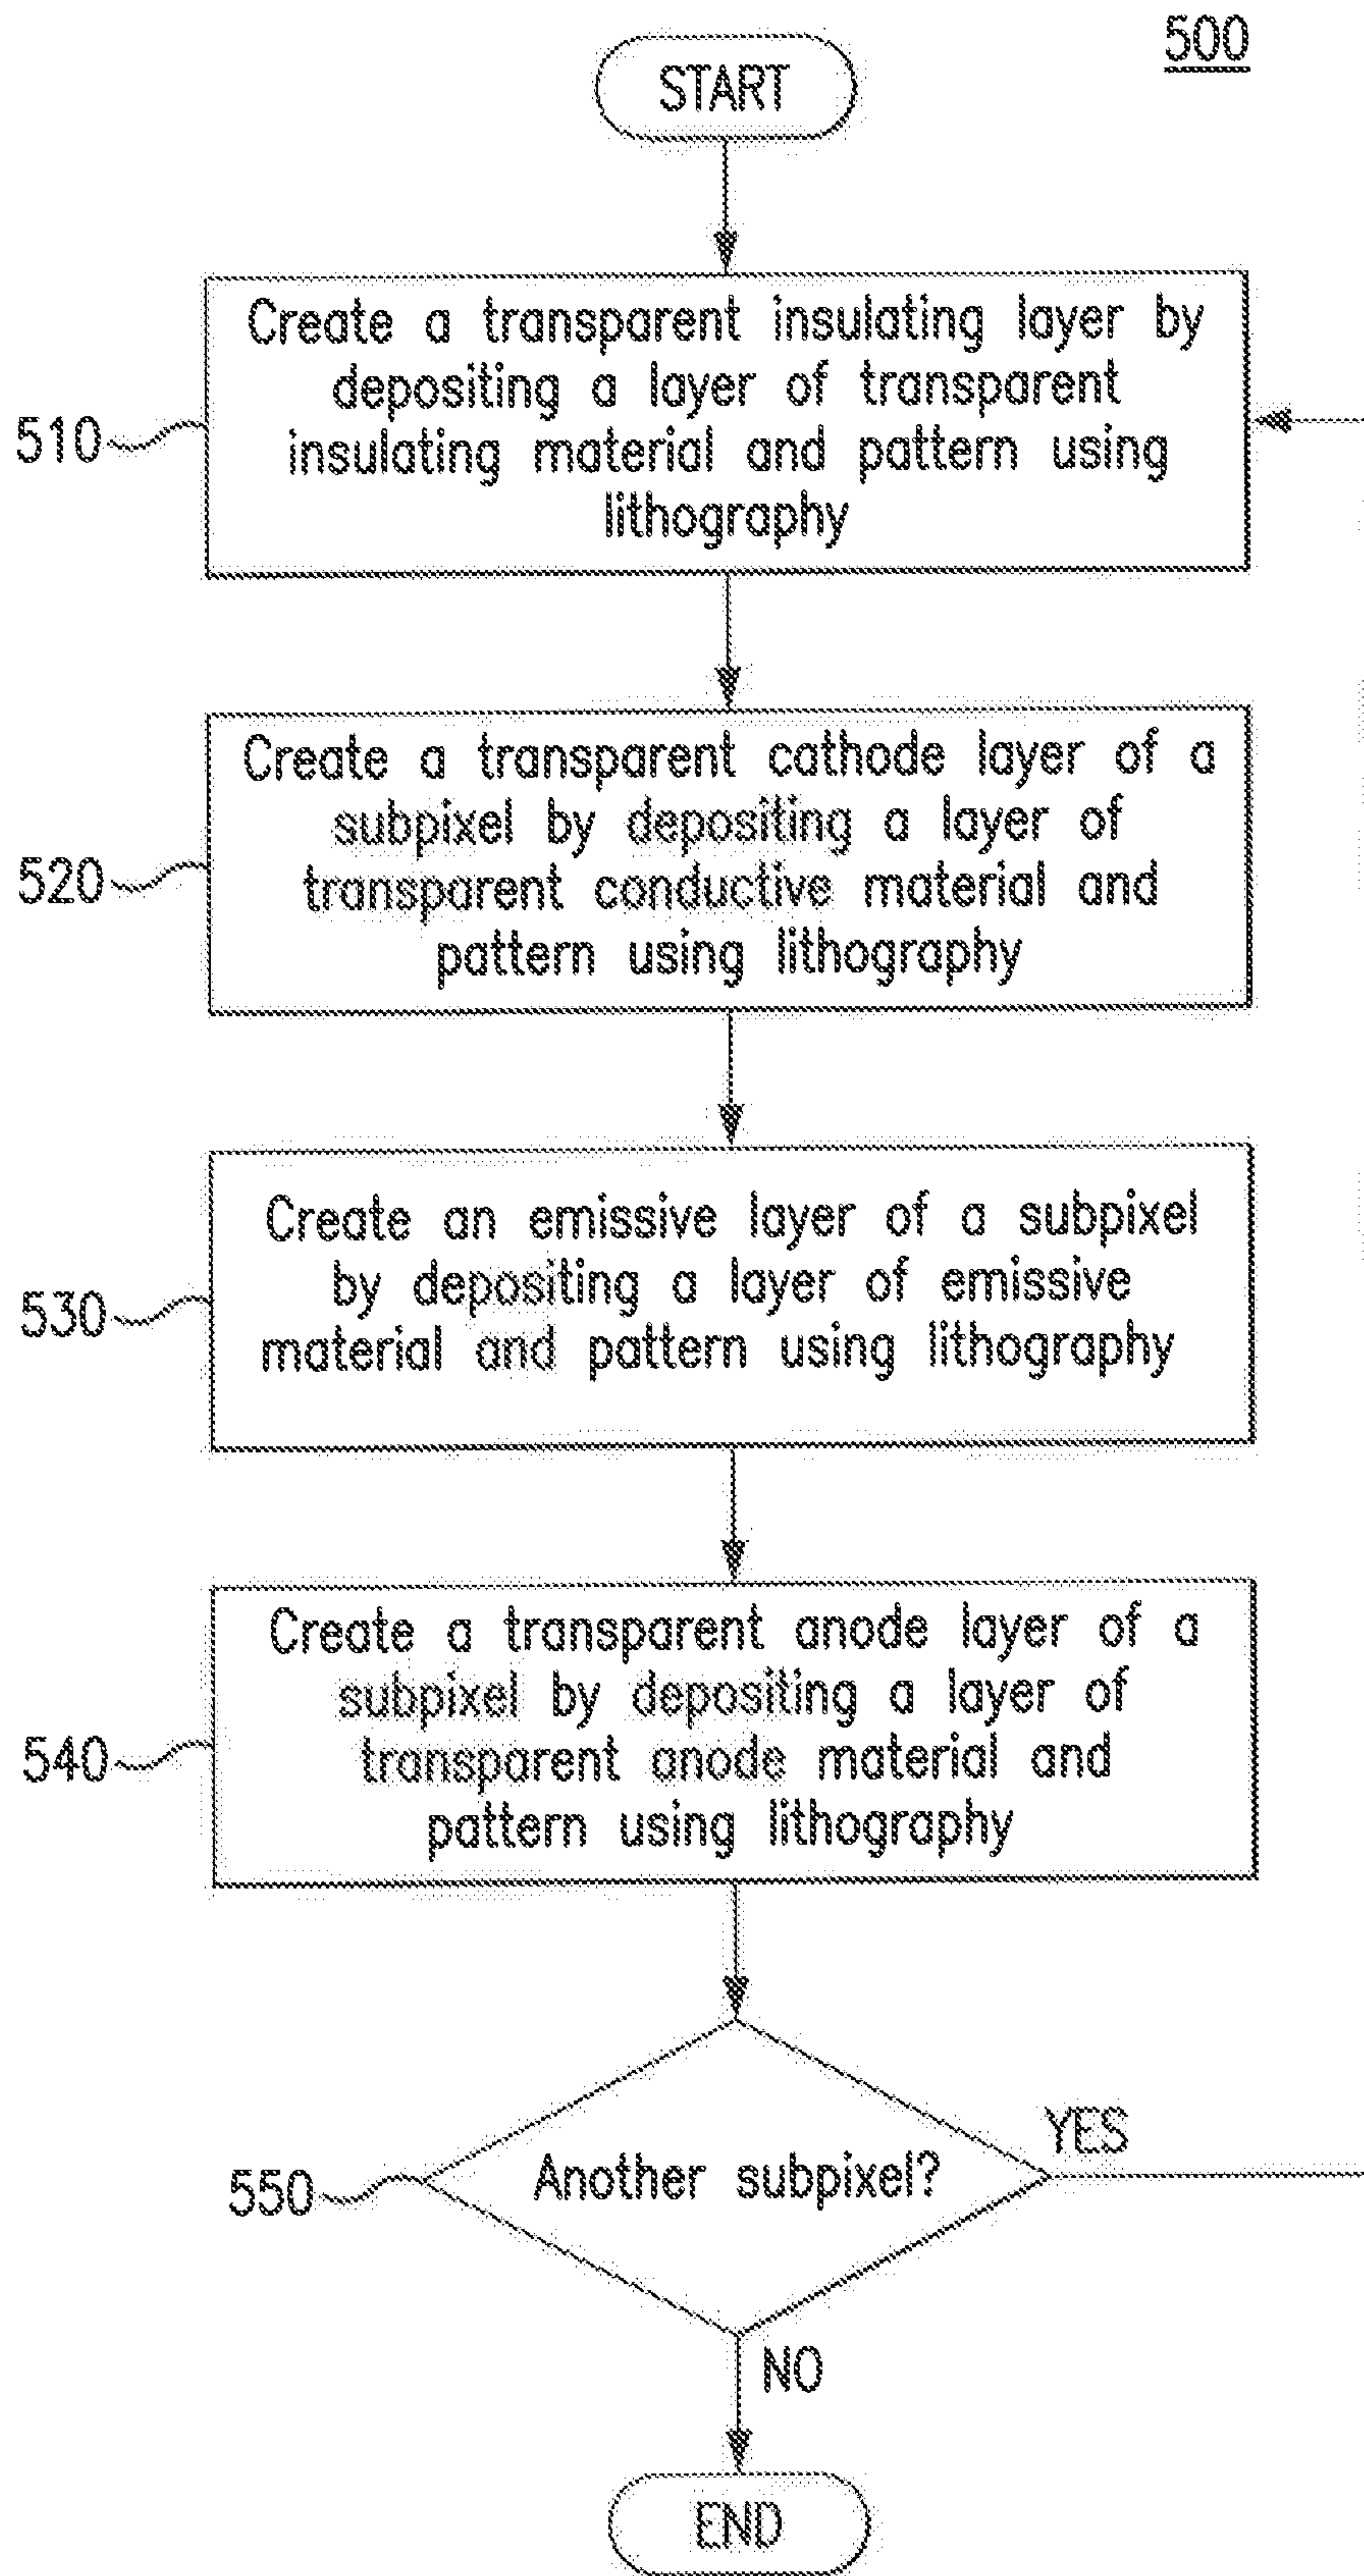 500
START
Create a transparent insulating layer by
depositing a layer of transparent
insulating material and pattern using
lithography
510
Create a transparent cathode layer of a
subpixel by depositing a layer of
transparent conductive material and
pattern using lithography
520
Create an emissive layer of a subpixel
by depositing a layer of emissive
material and pattern using lithography
530
Create a transparent anode layer of a
subpixel by depositing a layer of
transparent anode material and
pattern using lithography
540
Another subpixel?
YES
550
NO
END